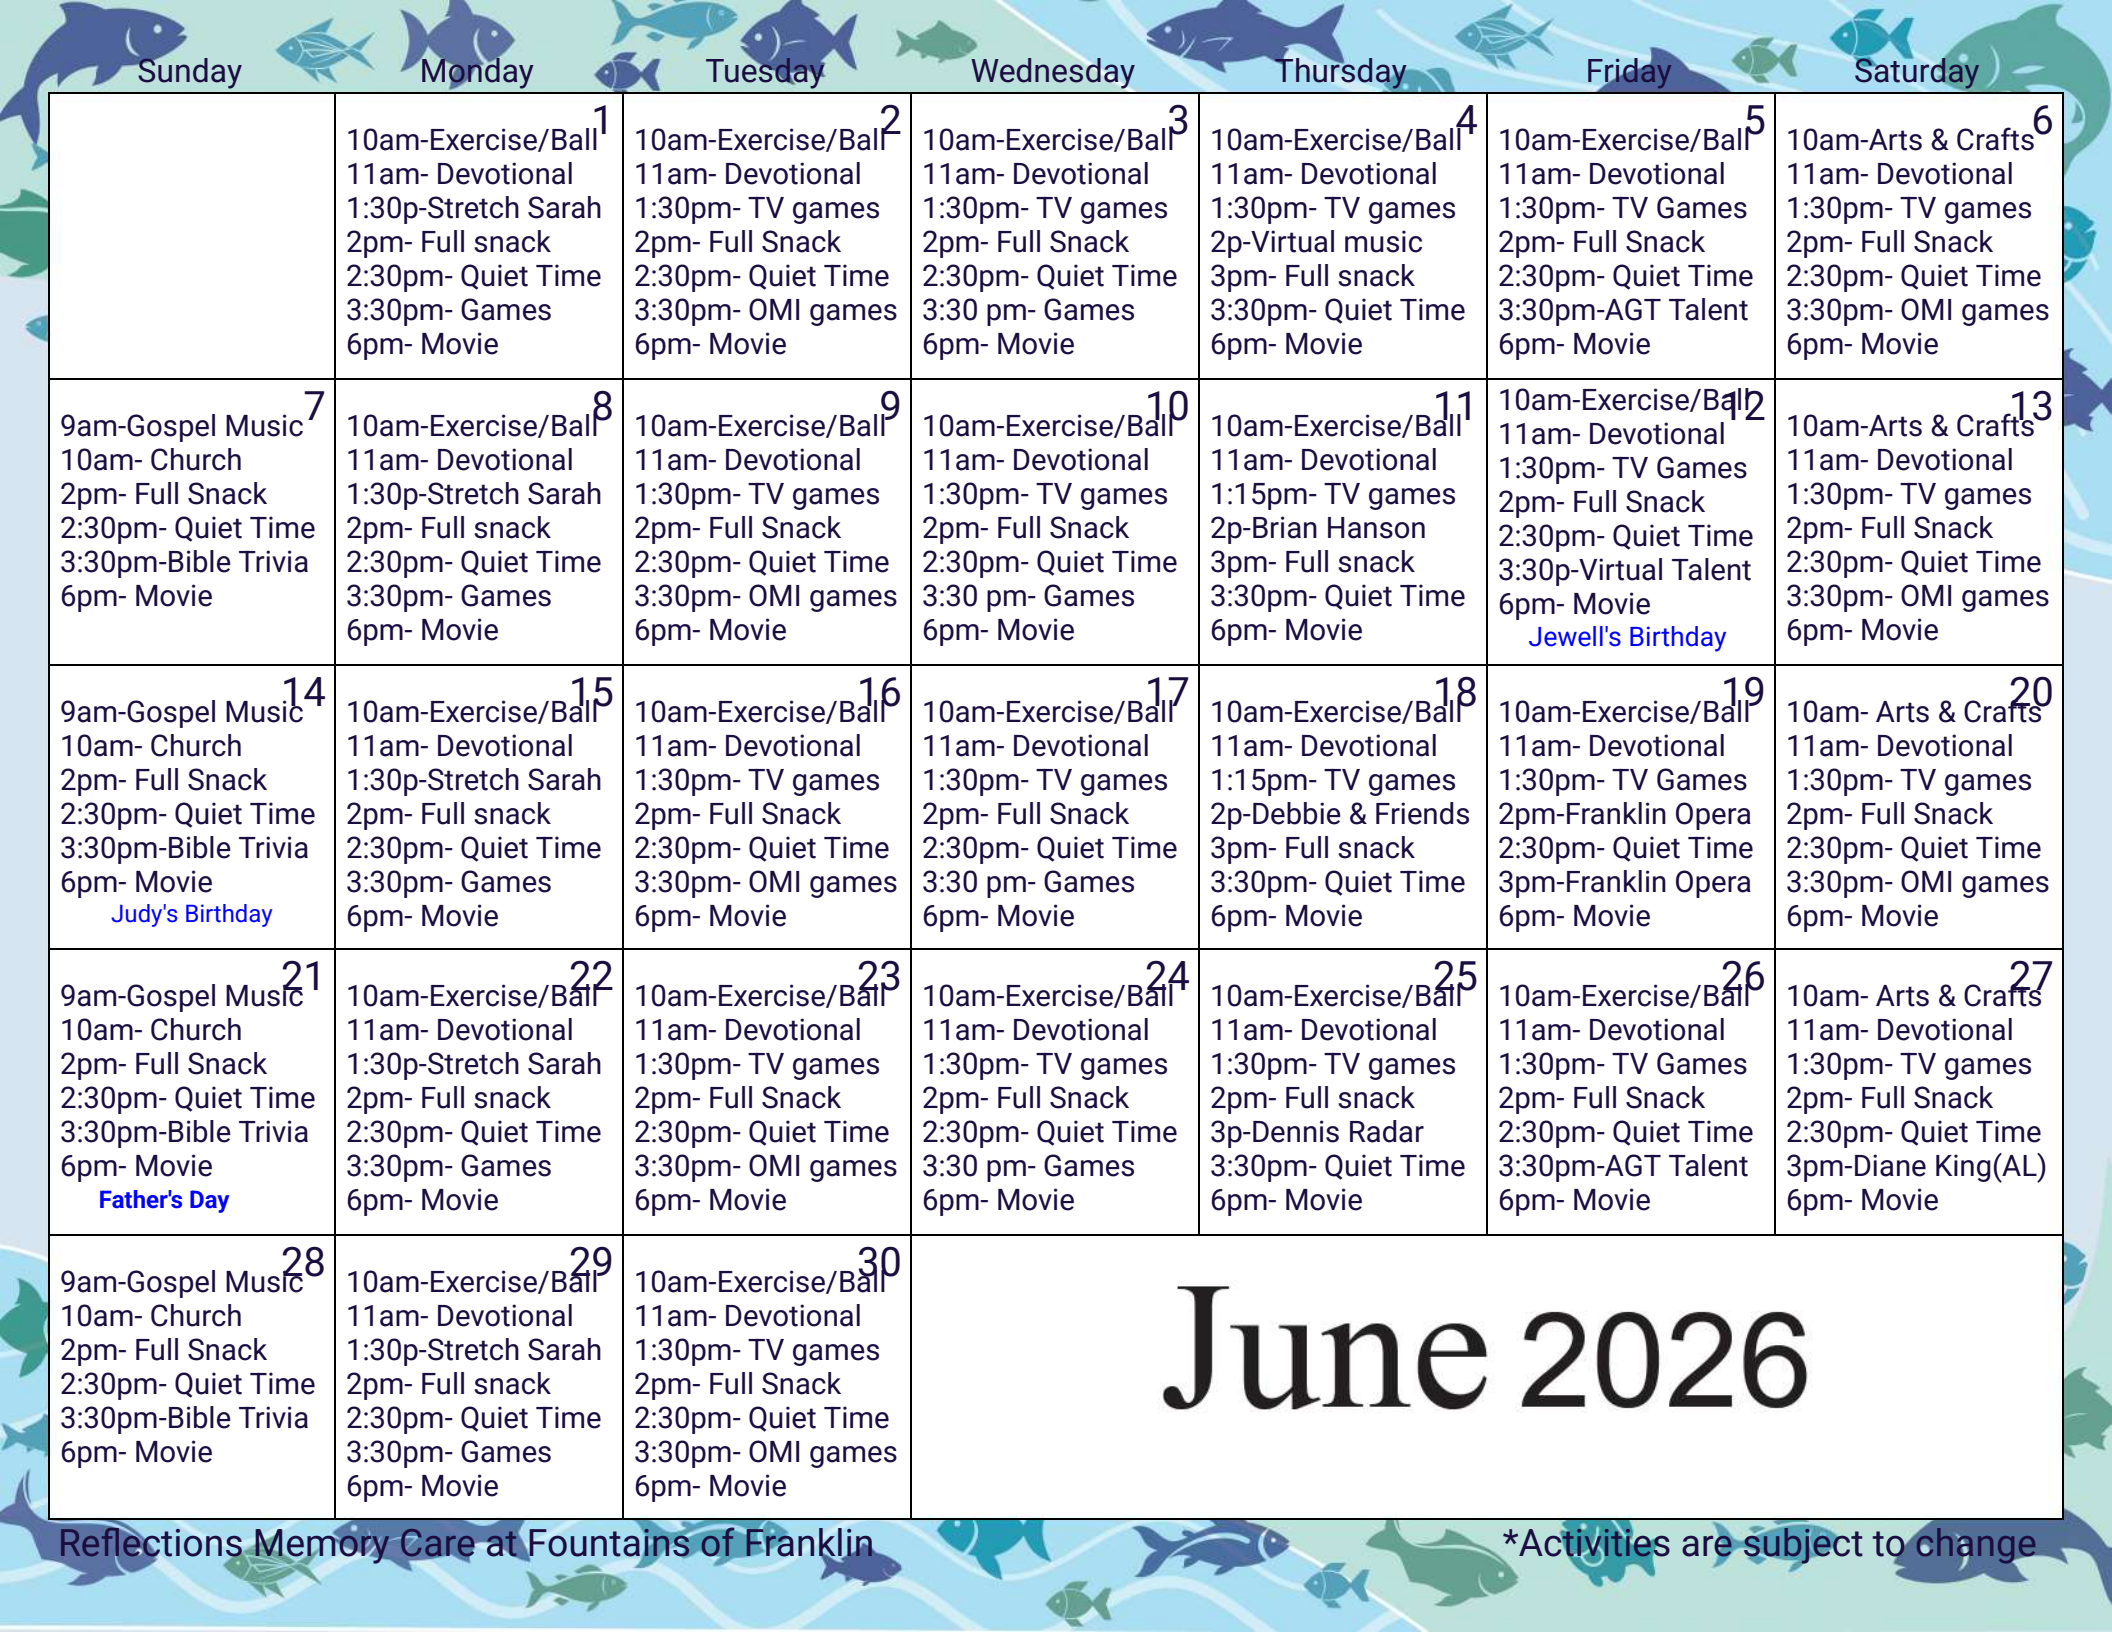 Sunday Monday Tuesday Wednesday Thursday Friday Saturday
1
10am-Exercise/Ball
11am- Devotional
1:30p-Stretch Sarah
2pm- Full snack
2:30pm- Quiet Time
3:30pm- Games
6pm- Movie
2
10am-Exercise/Ball
11am- Devotional
1:30pm- TV games
2pm- Full Snack
2:30pm- Quiet Time
3:30pm- OMI games
6pm- Movie
3
10am-Exercise/Ball
11am- Devotional
1:30pm- TV games
2pm- Full Snack
2:30pm- Quiet Time
3:30 pm- Games
6pm- Movie
4
10am-Exercise/Ball
11am- Devotional
1:30pm- TV games
2p-Virtual music
3pm- Full snack
3:30pm- Quiet Time
6pm- Movie
5
10am-Exercise/Ball
11am- Devotional
1:30pm- TV Games
2pm- Full Snack
2:30pm- Quiet Time
3:30pm-AGT Talent
6pm- Movie
6
10am-Arts & Crafts
11am- Devotional
1:30pm- TV games
2pm- Full Snack
2:30pm- Quiet Time
3:30pm- OMI games
6pm- Movie
7
9am-Gospel Music
10am- Church
2pm- Full Snack
2:30pm- Quiet Time
3:30pm-Bible Trivia
6pm- Movie
8
10am-Exercise/Ball
11am- Devotional
1:30p-Stretch Sarah
2pm- Full snack
2:30pm- Quiet Time
3:30pm- Games
6pm- Movie
9
10am-Exercise/Ball
11am- Devotional
1:30pm- TV games
2pm- Full Snack
2:30pm- Quiet Time
3:30pm- OMI games
6pm- Movie
10
10am-Exercise/Ball
11am- Devotional
1:30pm- TV games
2pm- Full Snack
2:30pm- Quiet Time
3:30 pm- Games
6pm- Movie
11
10am-Exercise/Ball
11am- Devotional
1:15pm- TV games
2p-Brian Hanson
3pm- Full snack
3:30pm- Quiet Time
6pm- Movie
12
10am-Exercise/Ball
11am- Devotional
1:30pm- TV Games
2pm- Full Snack
2:30pm- Quiet Time
3:30p-Virtual Talent
6pm- Movie
Jewell's Birthday
13
10am-Arts & Crafts
11am- Devotional
1:30pm- TV games
2pm- Full Snack
2:30pm- Quiet Time
3:30pm- OMI games
6pm- Movie
14
9am-Gospel Music
10am- Church
2pm- Full Snack
2:30pm- Quiet Time
3:30pm-Bible Trivia
6pm- Movie
Judy's Birthday
15
10am-Exercise/Ball
11am- Devotional
1:30p-Stretch Sarah
2pm- Full snack
2:30pm- Quiet Time
3:30pm- Games
6pm- Movie
16
10am-Exercise/Ball
11am- Devotional
1:30pm- TV games
2pm- Full Snack
2:30pm- Quiet Time
3:30pm- OMI games
6pm- Movie
17
10am-Exercise/Ball
11am- Devotional
1:30pm- TV games
2pm- Full Snack
2:30pm- Quiet Time
3:30 pm- Games
6pm- Movie
18
10am-Exercise/Ball
11am- Devotional
1:15pm- TV games
2p-Debbie & Friends
3pm- Full snack
3:30pm- Quiet Time
6pm- Movie
19
10am-Exercise/Ball
11am- Devotional
1:30pm- TV Games
2pm-Franklin Opera
2:30pm- Quiet Time
3pm-Franklin Opera
6pm- Movie
20
10am- Arts & Crafts
11am- Devotional
1:30pm- TV games
2pm- Full Snack
2:30pm- Quiet Time
3:30pm- OMI games
6pm- Movie
21
9am-Gospel Music
10am- Church
2pm- Full Snack
2:30pm- Quiet Time
3:30pm-Bible Trivia
6pm- Movie
Father's Day
22
10am-Exercise/Ball
11am- Devotional
1:30p-Stretch Sarah
2pm- Full snack
2:30pm- Quiet Time
3:30pm- Games
6pm- Movie
23
10am-Exercise/Ball
11am- Devotional
1:30pm- TV games
2pm- Full Snack
2:30pm- Quiet Time
3:30pm- OMI games
6pm- Movie
24
10am-Exercise/Ball
11am- Devotional
1:30pm- TV games
2pm- Full Snack
2:30pm- Quiet Time
3:30 pm- Games
6pm- Movie
25
10am-Exercise/Ball
11am- Devotional
1:30pm- TV games
2pm- Full snack
3p-Dennis Radar
3:30pm- Quiet Time
6pm- Movie
26
10am-Exercise/Ball
11am- Devotional
1:30pm- TV Games
2pm- Full Snack
2:30pm- Quiet Time
3:30pm-AGT Talent
6pm- Movie
27
10am- Arts & Crafts
11am- Devotional
1:30pm- TV games
2pm- Full Snack
2:30pm- Quiet Time
3pm-Diane King(AL)
6pm- Movie
28
9am-Gospel Music
10am- Church
2pm- Full Snack
2:30pm- Quiet Time
3:30pm-Bible Trivia
6pm- Movie
29
10am-Exercise/Ball
11am- Devotional
1:30p-Stretch Sarah
2pm- Full snack
2:30pm- Quiet Time
3:30pm- Games
6pm- Movie
30
10am-Exercise/Ball
11am- Devotional
1:30pm- TV games
2pm- Full Snack
2:30pm- Quiet Time
3:30pm- OMI games
6pm- Movie
June 2026
Reflections Memory Care at Fountains of Franklin
*Activities are subject to change